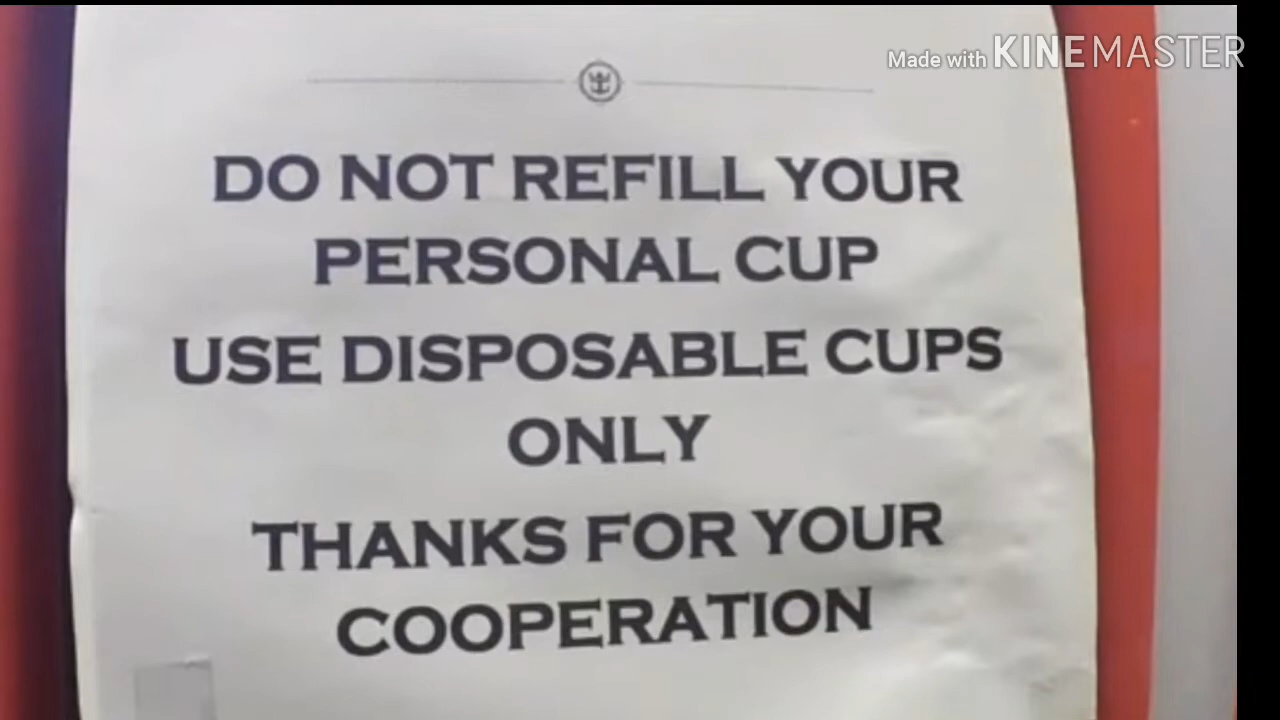 Made with KINEMASTER
DO NOT REFILL YOUR
PERSONAL CUP
USE DISPOSABLE CUPS
ONLY
THANKS FOR YOUR
COOPERATION